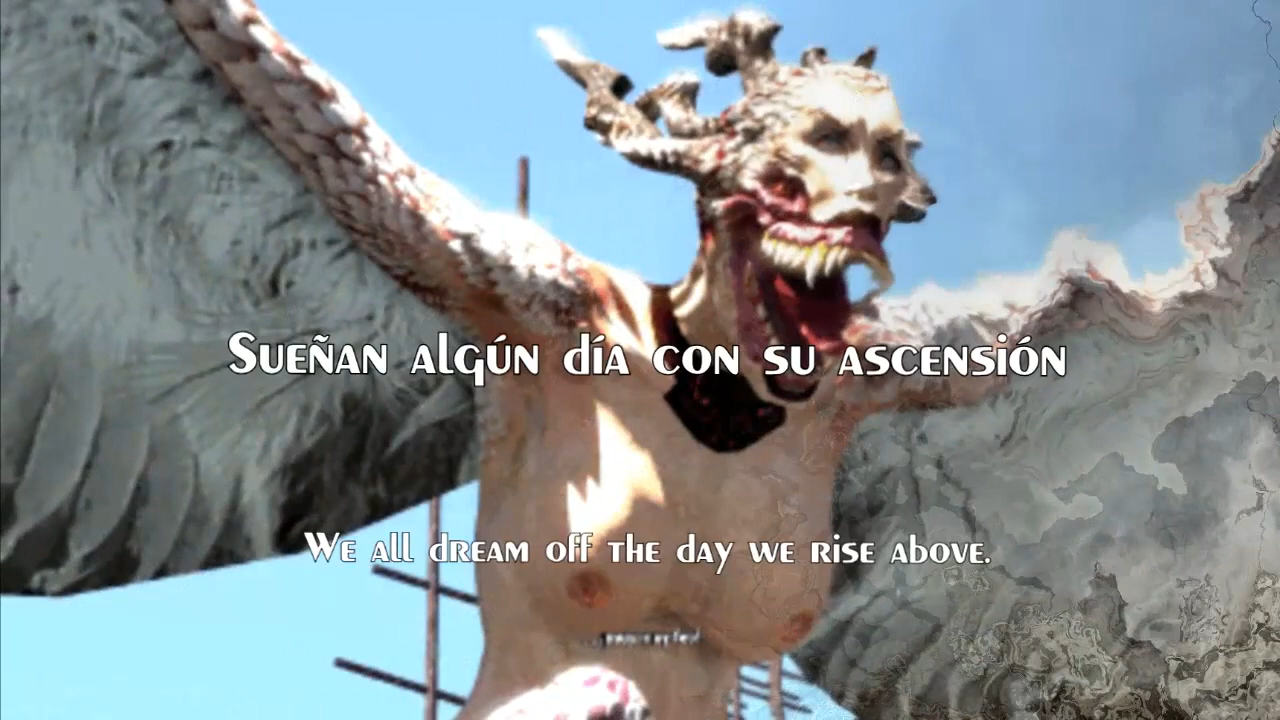 Sueñan algún día con su ascensión
We all dream off the day we rise above.